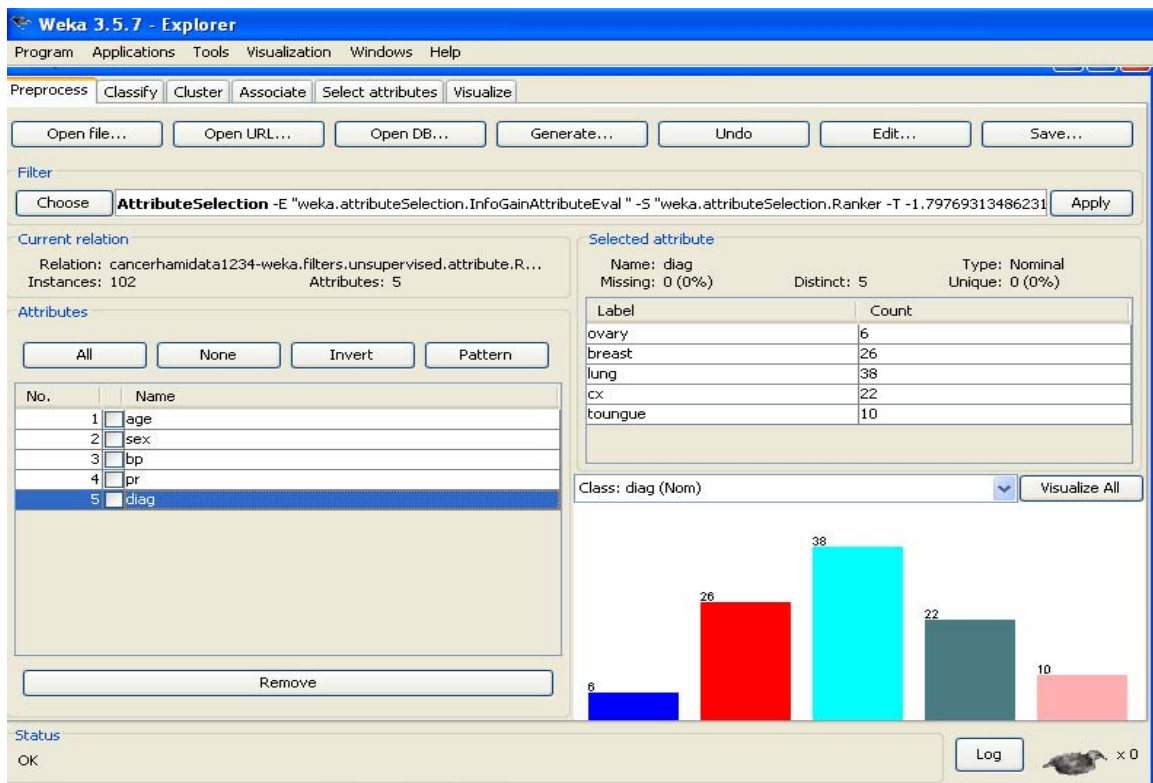 Weka 3.5.7 - Explorer
Program Applications Tools Visualization Windows Help
Preprocess Classify Cluster Associate Select attributes Visualize
Open file... Open URL... Open DB... Generate... Undo Edit... Save...
Filter
Choose AttributeSelection -E "weka.attributeSelection.InfoGainAttributeEval " -S "weka.attributeSelection.Ranker -T -1.79769313486231 Apply
Current relation
Relation: cancerhamidata1234-weka.filters.unsupervised.attribute.R...
Instances: 102 Attributes: 5
Attributes
All None Invert Pattern
No. Name
1 age
2 sex
3 bp
4 pr
5 diag
Remove
Selected attribute
Name: diag Type: Nominal
Missing: 0 (0%) Distinct: 5 Unique: 0 (0%)
Label Count
ovary 6
breast 26
lung 38
cx 22
toungue 10
Class: diag (Nom) Visualize All
38
26
22
10
6
Status
OK
Log x 0